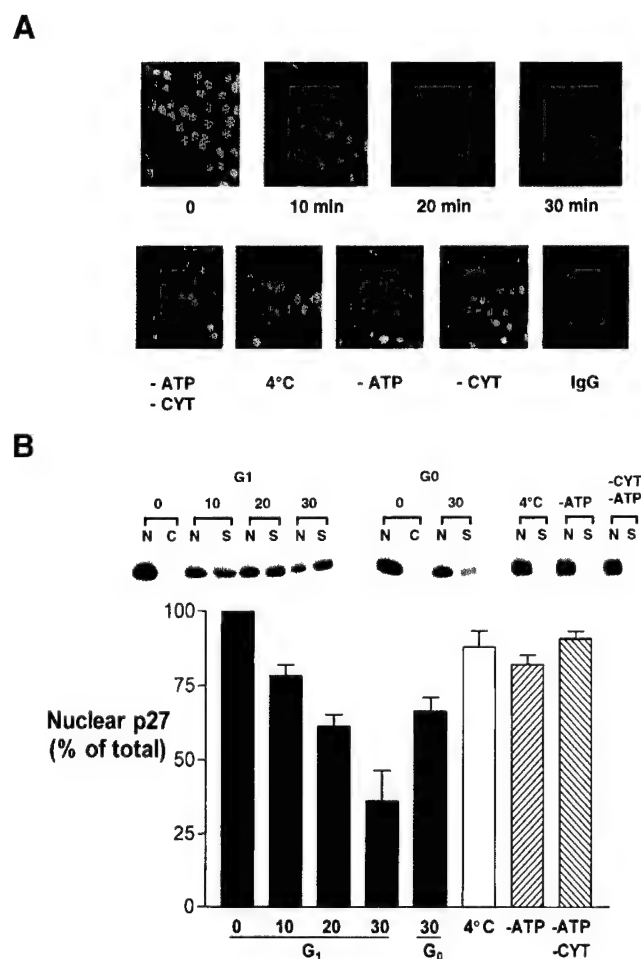 A
0 10 min 20 min 30 min
- ATP 4°C - ATP - CYT IgG
- CYT
B
G1 G0 -CYT
0 10 20 30 0 30 4°C -ATP -ATP
N C N S N S N S N C N S N S N S N S
100
75
Nuclear p27
(% of total)
50
25
0
0 10 20 30 30 4°C -ATP -ATP
G1 G0 -CYT